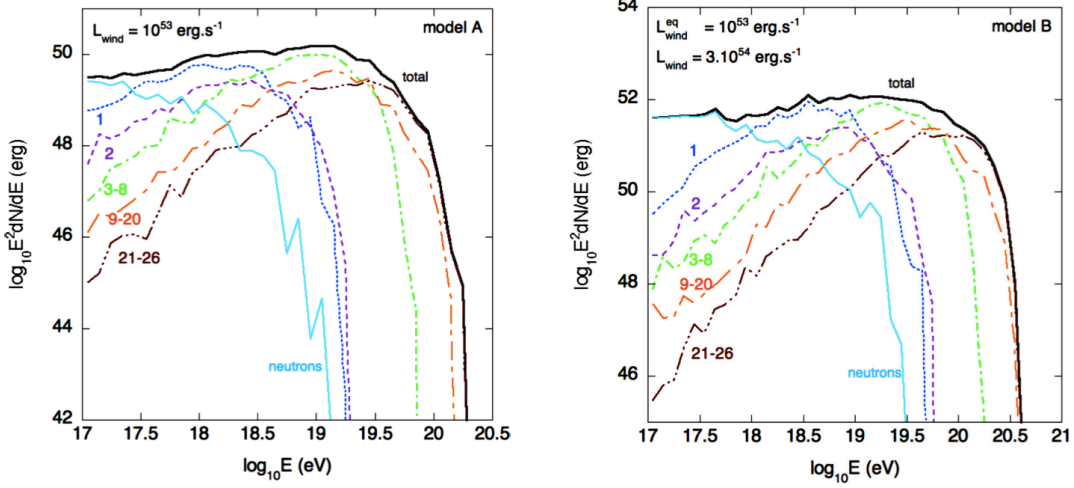 L_wind = 10^53 erg.s^-1
model A
total
1
2
3-8
9-20
21-26
neutrons
log_10 E^2dN/dE (erg)
50
48
46
44
42
17 17.5 18 18.5 19 19.5 20 20.5
log_10 E (eV)
L_wind^eq = 10^53 erg.s^-1
model B
L_wind = 3.10^54 erg.s^-1
total
1
2
3-8
9-20
21-26
neutrons
log_10 E^2dN/dE (erg)
54
52
50
48
46
17 17.5 18 18.5 19 19.5 20 20.5 21
log_10 E (eV)